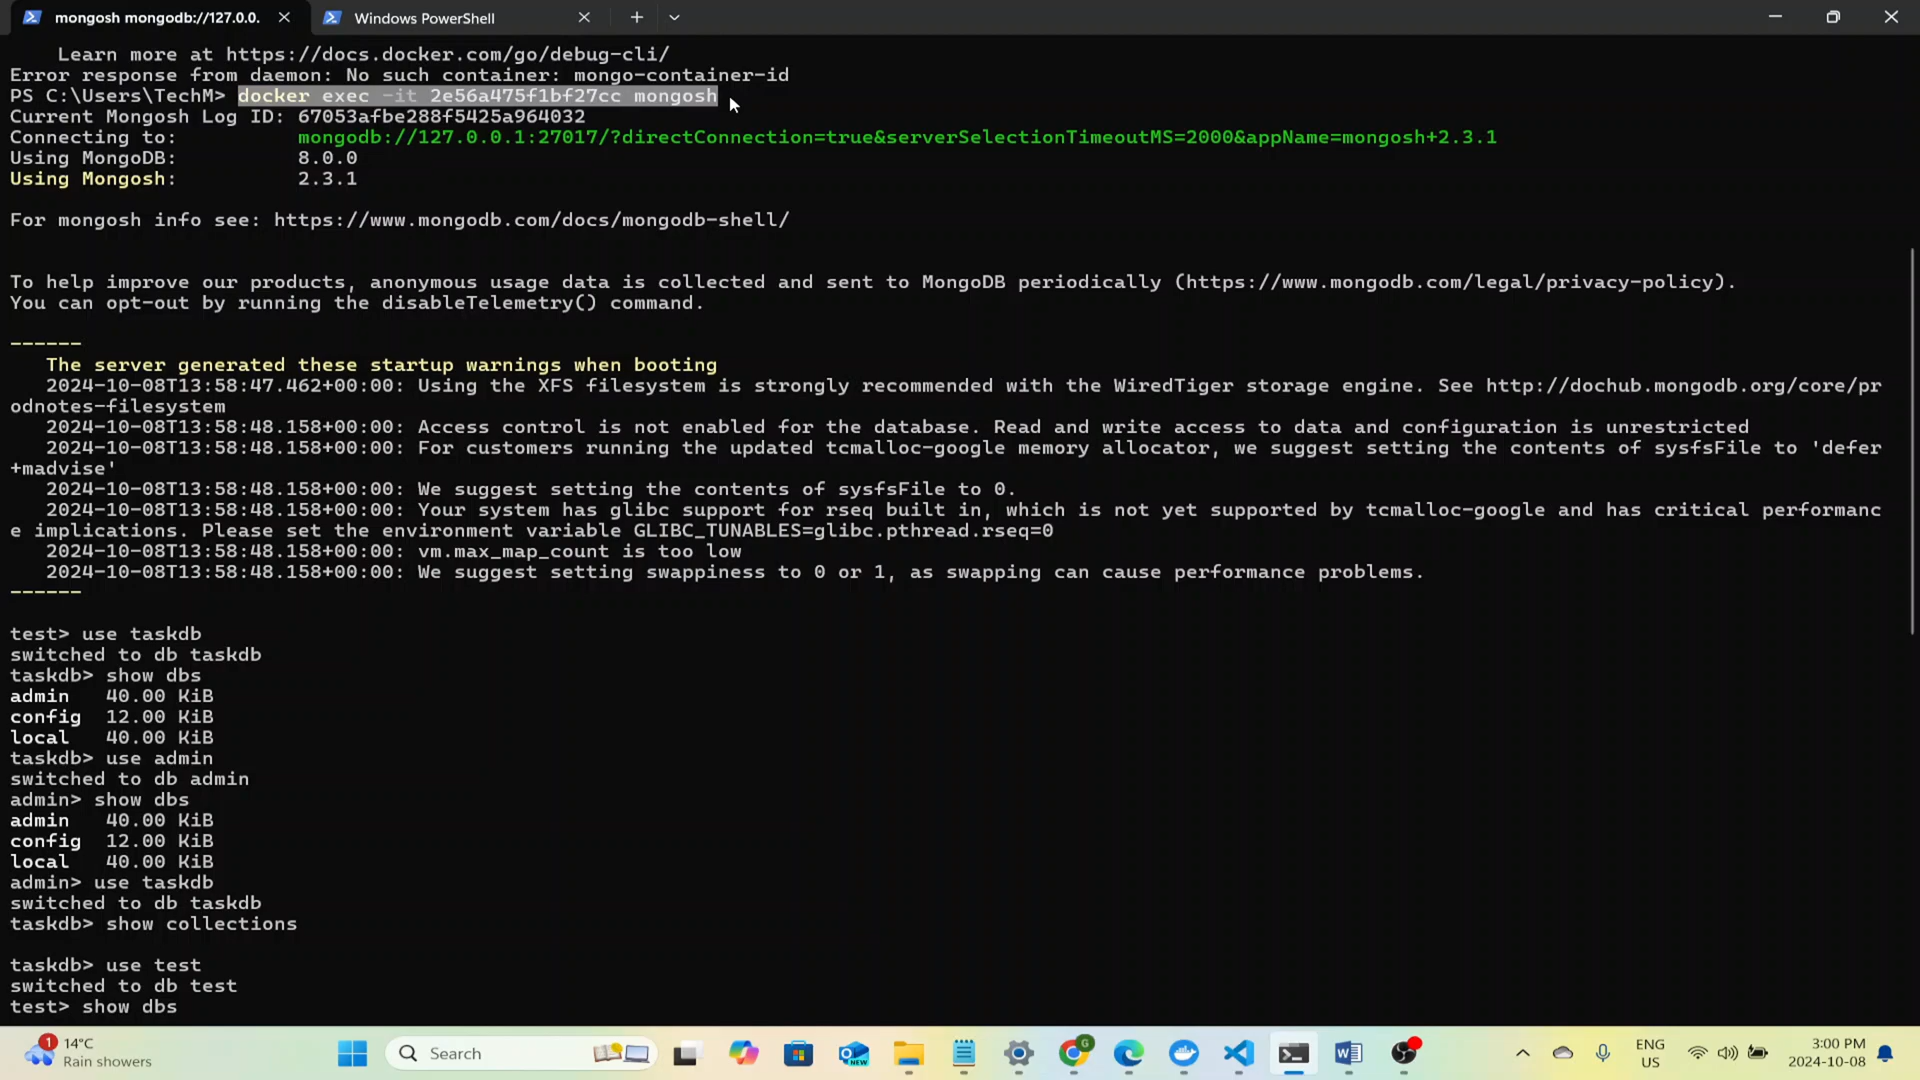 mongosh mongodb://127.0.0.
Windows PowerShell
Learn more at https://docs.docker.com/go/debug-cli/
Error response from daemon: No such container: mongo-container-id
PS C:\Users\TechM> docker exec -it 2e56a475f1bf27cc mongosh
Current Mongosh Log ID: 67053afbe288f5425a964032
Connecting to: mongodb://127.0.0.1:27017/?directConnection=true&serverSelectionTimeoutMS=2000&appName=mongosh+2.3.1
Using MongoDB: 8.0.0
Using Mongosh: 2.3.1
For mongosh info see: https://www.mongodb.com/docs/mongodb-shell/
To help improve our products, anonymous usage data is collected and sent to MongoDB periodically (https://www.mongodb.com/legal/privacy-policy).
You can opt-out by running the disableTelemetry() command.
------
The server generated these startup warnings when booting
2024-10-08T13:58:47.462+00:00: Using the XFS filesystem is strongly recommended with the WiredTiger storage engine. See http://dochub.mongodb.org/core/pr
odnotes-filesystem
2024-10-08T13:58:48.158+00:00: Access control is not enabled for the database. Read and write access to data and configuration is unrestricted
2024-10-08T13:58:48.158+00:00: For customers running the updated tcmalloc-google memory allocator, we suggest setting the contents of sysfsFile to 'defer
+madvise'
2024-10-08T13:58:48.158+00:00: We suggest setting the contents of sysfsFile to 0.
2024-10-08T13:58:48.158+00:00: Your system has glibc support for rseq built in, which is not yet supported by tcmalloc-google and has critical performanc
e implications. Please set the environment variable GLIBC_TUNABLES=glibc.pthread.rseq=0
2024-10-08T13:58:48.158+00:00: vm.max_map_count is too low
2024-10-08T13:58:48.158+00:00: We suggest setting swappiness to 0 or 1, as swapping can cause performance problems.
------
test> use taskdb
switched to db taskdb
taskdb> show dbs
admin 40.00 KiB
config 12.00 KiB
local 40.00 KiB
taskdb> use admin
switched to db admin
admin> show dbs
admin 40.00 KiB
config 12.00 KiB
local 40.00 KiB
admin> use taskdb
switched to db taskdb
taskdb> show collections
taskdb> use test
switched to db test
test> show dbs
1
14°C
Rain showers
Search
NEW
G
ENG
US
3:00 PM
2024-10-08